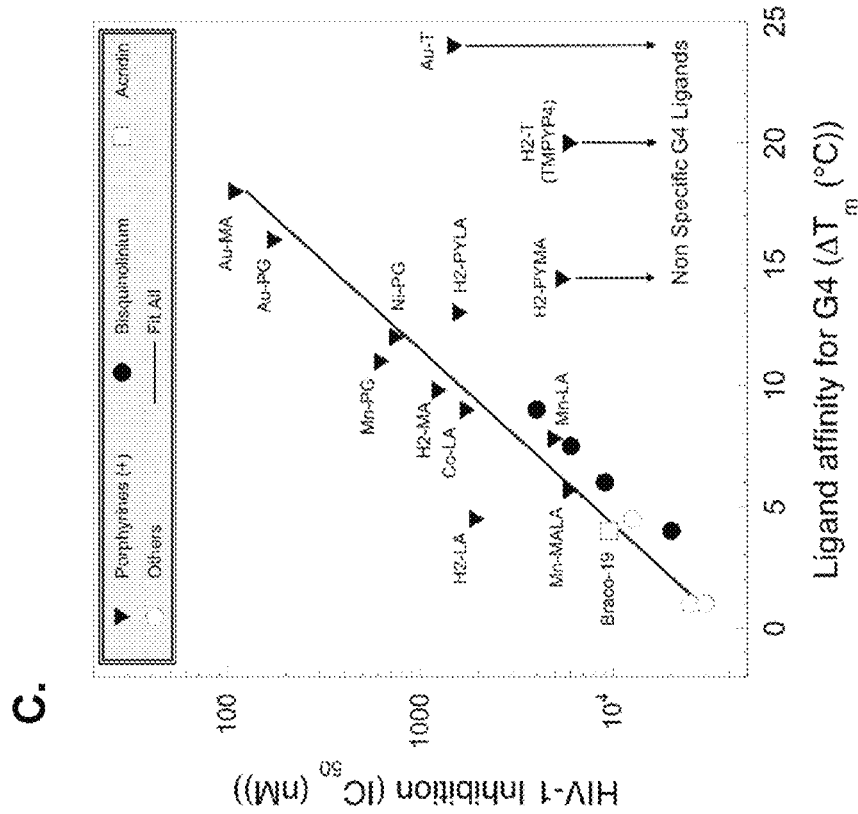 C.
Porphyrines (+)
Bisquinolinium
Acridin
Others
Fit All
HIV-1 Inhibition (IC50 (nM))
100
1000
10⁴
Au-MA
Au-PG
Ni-PG
Mn-PG
H2-PYLA
H2-MA
Co-LA
H2-LA
Mn-LA
Mn-MALA
Braco-19
Au-T
H2-T
(TMPYP4)
H2-PYMA
Non Specific G4 Ligands
0
5
10
15
20
25
Ligand affinity for G4 (ΔTm (°C))